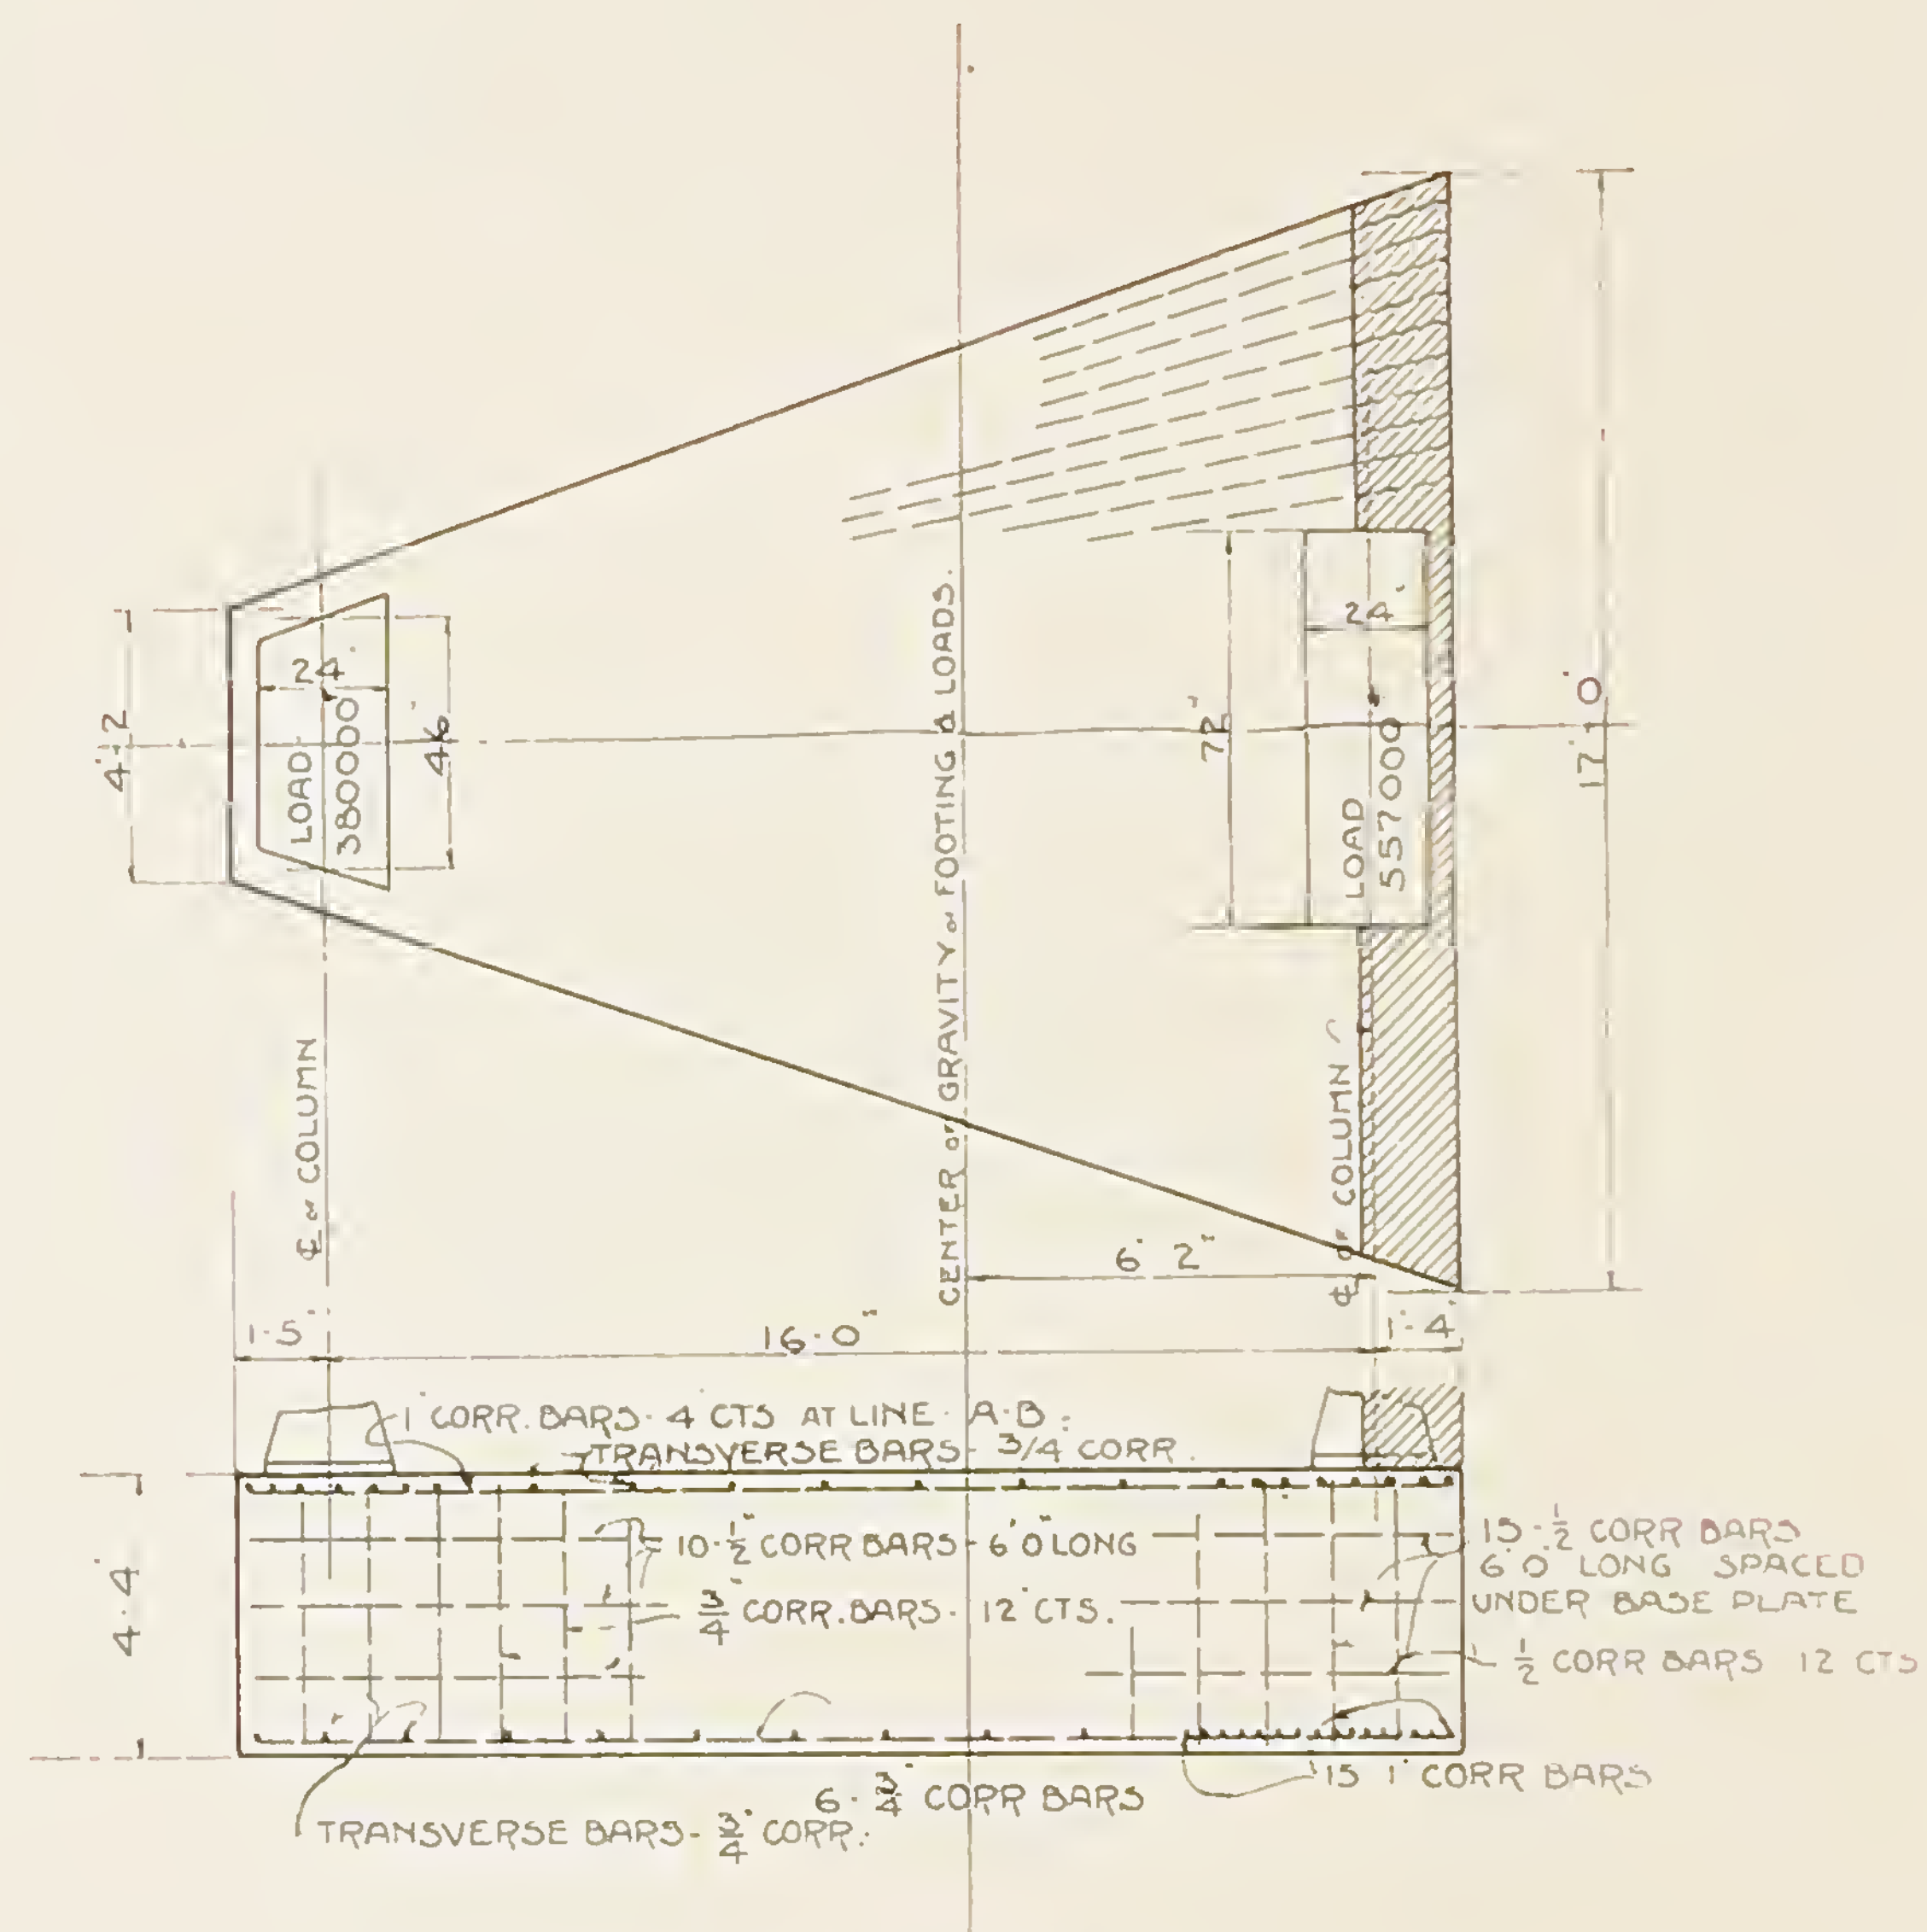 4'-2
24"
LOAD
380000
46"
CENTER OF GRAVITY OF FOOTING & LOADS.
72"
24"
LOAD
557000#
17'-0"
℄ OF COLUMN
℄ OF COLUMN
6' 2"
1-5"
16-0"
1'-4"
1" CORR. BARS- 4" CTS AT LINE- A-B.
TRANSVERSE BARS- 3/4" CORR.
4'-4"
10-½" CORR BARS- 6'0" LONG
¾" CORR. BARS- 12" CTS.
15-½" CORR BARS
6'0" LONG SPACED
UNDER BASE PLATE
½" CORR BARS 12 CTS
15 1" CORR BARS
6-¾" CORR BARS
TRANSVERSE BARS- ¾" CORR.